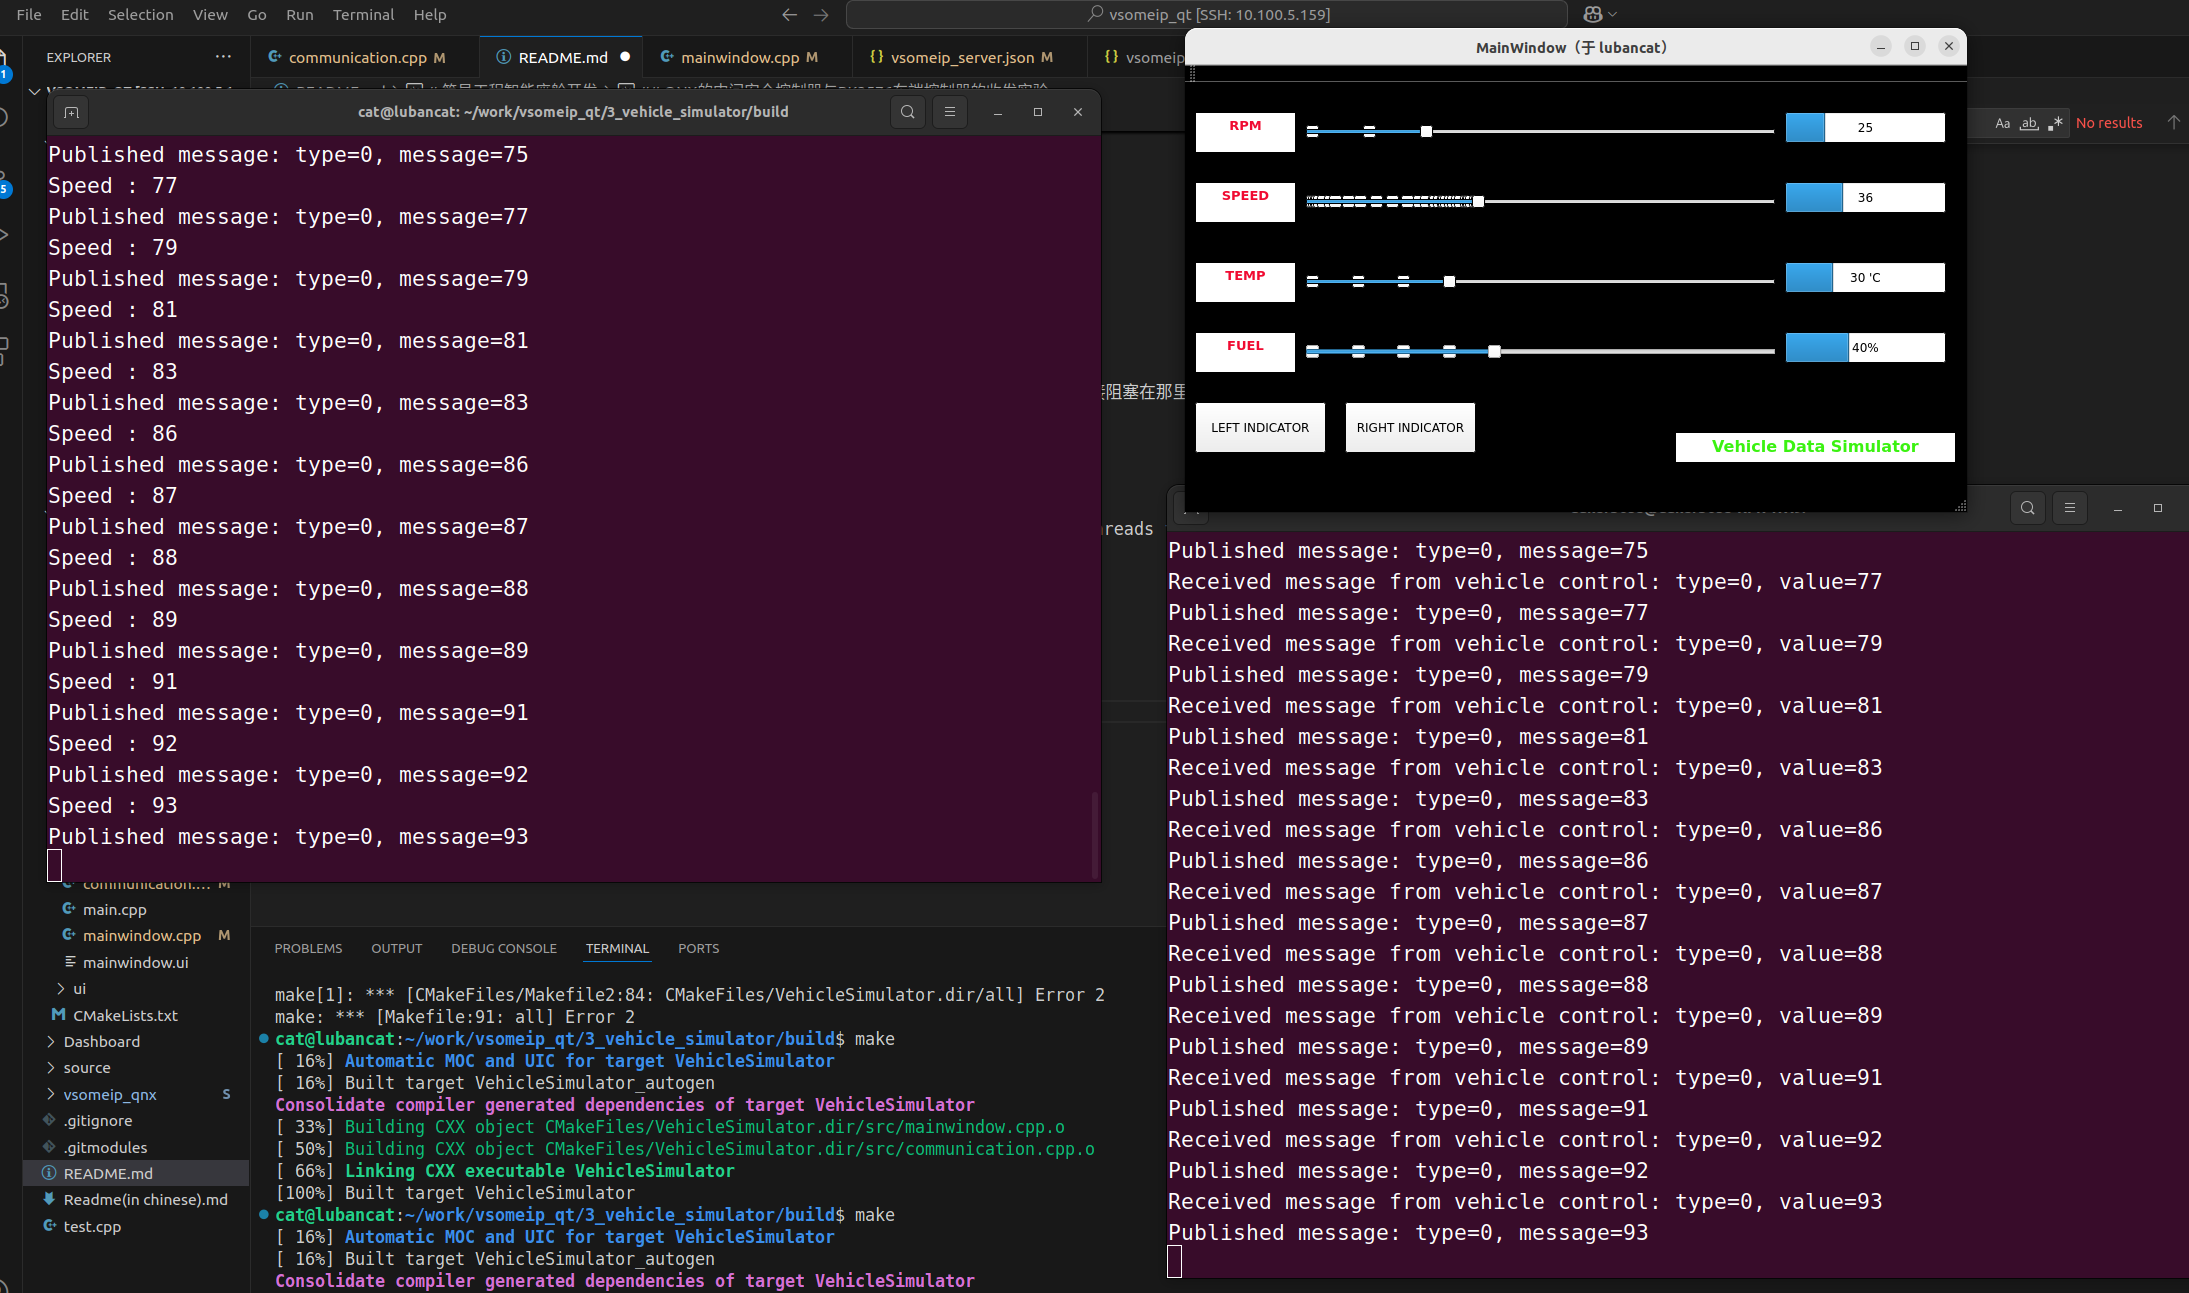 File Edit Selection View Go Run Terminal Help
vsomeip_qt [SSH: 10.100.5.159]
EXPLORER
communication.cpp M
README.md
mainwindow.cpp M
vsomeip_server.json M
vsomeip
Aa ab No results
cat@lubancat: ~/work/vsomeip_qt/3_vehicle_simulator/build
Published message: type=0, message=75
Speed : 77
Published message: type=0, message=77
Speed : 79
Published message: type=0, message=79
Speed : 81
Published message: type=0, message=81
Speed : 83
Published message: type=0, message=83
Speed : 86
Published message: type=0, message=86
Speed : 87
Published message: type=0, message=87
Speed : 88
Published message: type=0, message=88
Speed : 89
Published message: type=0, message=89
Speed : 91
Published message: type=0, message=91
Speed : 92
Published message: type=0, message=92
Speed : 93
Published message: type=0, message=93
MainWindow（于 lubancat）
RPM 25
SPEED 36
TEMP 30 'C
FUEL 40%
LEFT INDICATOR RIGHT INDICATOR
Vehicle Data Simulator
阻塞在那里
reads
Published message: type=0, message=75
Received message from vehicle control: type=0, value=77
Published message: type=0, message=77
Received message from vehicle control: type=0, value=79
Published message: type=0, message=79
Received message from vehicle control: type=0, value=81
Published message: type=0, message=81
Received message from vehicle control: type=0, value=83
Published message: type=0, message=83
Received message from vehicle control: type=0, value=86
Published message: type=0, message=86
Received message from vehicle control: type=0, value=87
Published message: type=0, message=87
Received message from vehicle control: type=0, value=88
Published message: type=0, message=88
Received message from vehicle control: type=0, value=89
Published message: type=0, message=89
Received message from vehicle control: type=0, value=91
Published message: type=0, message=91
Received message from vehicle control: type=0, value=92
Published message: type=0, message=92
Received message from vehicle control: type=0, value=93
Published message: type=0, message=93
communication.... M
main.cpp
mainwindow.cpp M
mainwindow.ui
ui
CMakeLists.txt
Dashboard
source
vsomeip_qnx S
.gitignore
.gitmodules
README.md
Readme(in chinese).md
test.cpp
PROBLEMS OUTPUT DEBUG CONSOLE TERMINAL PORTS
make[1]: *** [CMakeFiles/Makefile2:84: CMakeFiles/VehicleSimulator.dir/all] Error 2
make: *** [Makefile:91: all] Error 2
cat@lubancat:~/work/vsomeip_qt/3_vehicle_simulator/build$ make
[ 16%] Automatic MOC and UIC for target VehicleSimulator
[ 16%] Built target VehicleSimulator_autogen
Consolidate compiler generated dependencies of target VehicleSimulator
[ 33%] Building CXX object CMakeFiles/VehicleSimulator.dir/src/mainwindow.cpp.o
[ 50%] Building CXX object CMakeFiles/VehicleSimulator.dir/src/communication.cpp.o
[ 66%] Linking CXX executable VehicleSimulator
[100%] Built target VehicleSimulator
cat@lubancat:~/work/vsomeip_qt/3_vehicle_simulator/build$ make
[ 16%] Automatic MOC and UIC for target VehicleSimulator
[ 16%] Built target VehicleSimulator_autogen
Consolidate compiler generated dependencies of target VehicleSimulator